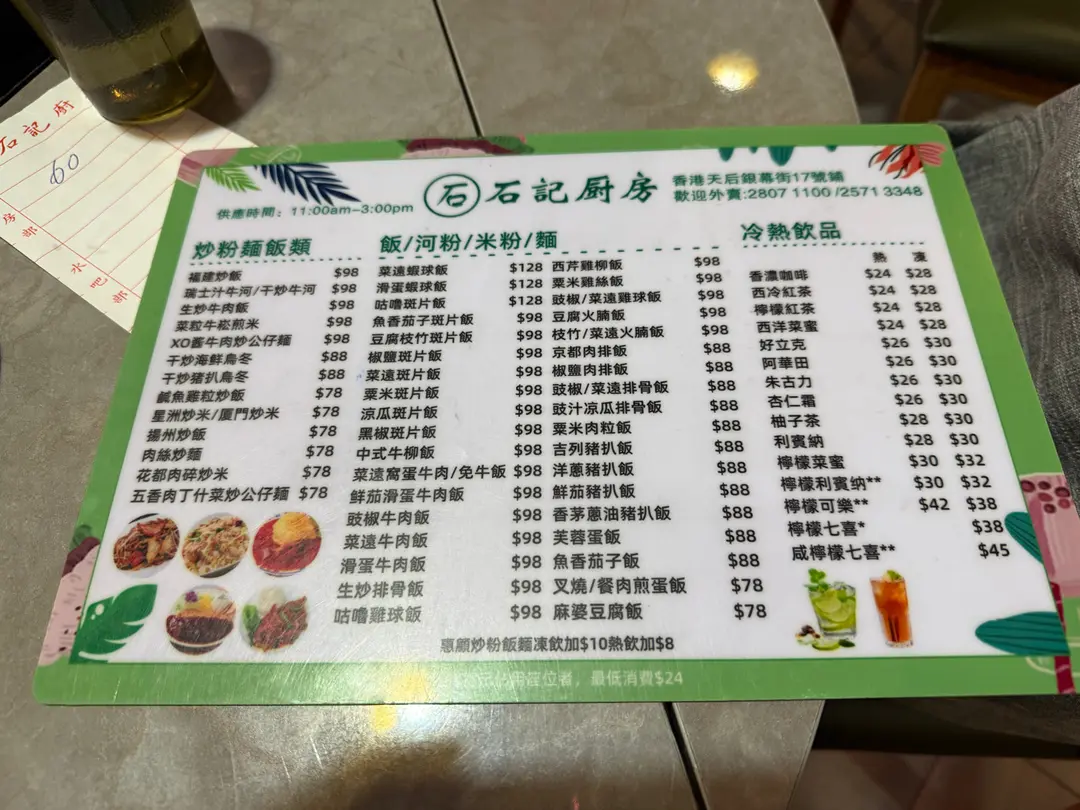 石記廚
60
房部
水吧部
供應時間：11:00am-3:00pm
石 石記厨房
香港天后銀幕街17號鋪
歡迎外賣:2807 1100 /2571 3348
炒粉麵飯類
福建炒飯 $98
瑞士汁牛河/干炒牛河 $98
生炒牛肉飯 $98
菜粒牛崧煎米 $98
XO醬牛肉炒公仔麵 $98
干炒海鮮烏冬 $88
干炒豬扒烏冬 $88
鹹魚雞粒炒飯 $78
星洲炒米/厦門炒米 $78
揚州炒飯 $78
肉絲炒麵 $78
花都肉碎炒米 $78
五香肉丁什菜炒公仔麵 $78
飯/河粉/米粉/麵
菜遠蝦球飯 $128
滑蛋蝦球飯 $128
咕嚕斑片飯 $128
魚香茄子斑片飯 $98
豆腐枝竹斑片飯 $98
椒鹽斑片飯 $98
菜遠斑片飯 $98
粟米斑片飯 $98
涼瓜斑片飯 $98
黑椒斑片飯 $98
中式牛柳飯 $98
菜遠窩蛋牛肉/免牛飯 $98
鮮茄滑蛋牛肉飯 $98
豉椒牛肉飯 $98
菜遠牛肉飯 $98
滑蛋牛肉飯 $98
生炒排骨飯 $98
咕嚕雞球飯 $98
西芹雞柳飯 $98
粟米雞絲飯 $98
豉椒/菜遠雞球飯 $98
豆腐火腩飯 $98
枝竹/菜遠火腩飯 $98
京都肉排飯 $88
椒鹽肉排飯 $88
豉椒/菜遠排骨飯 $88
豉汁凉瓜排骨飯 $88
粟米肉粒飯 $88
吉列豬扒飯 $88
洋蔥豬扒飯 $88
鮮茄豬扒飯 $88
香茅蔥油豬扒飯 $88
芙蓉蛋飯 $88
魚香茄子飯 $88
叉燒/餐肉煎蛋飯 $78
麻婆豆腐飯 $78
冷熱飲品
熱 凍
香濃咖啡 $24 $28
西冷紅茶 $24 $28
檸檬紅茶 $24 $28
西洋菜蜜 $24 $28
好立克 $26 $30
阿華田 $26 $30
朱古力 $26 $30
杏仁霜 $26 $30
柚子茶 $28 $30
利賓納 $28 $30
檸檬菜蜜 $30 $32
檸檬利賓纳** $30 $32
檸檬可樂** $42 $38
檸檬七喜* $38
咸檸檬七喜** $45
惠顧炒粉飯麵凍飲加$10熱飲加$8
座位者，最低消費$24